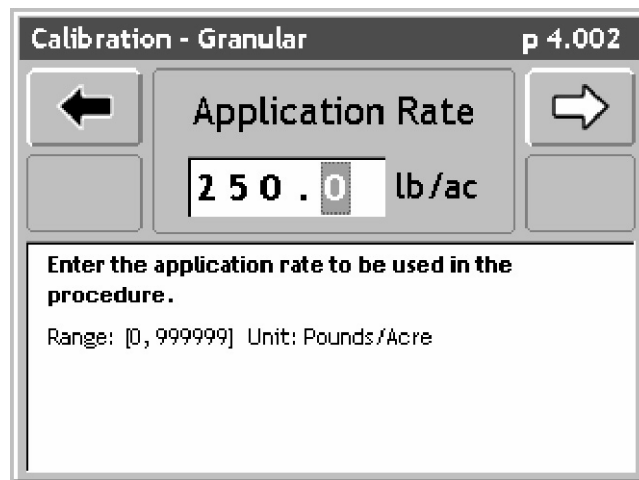 Calibration - Granular p 4.002
Application Rate
250.0 lb/ac
Enter the application rate to be used in the
procedure.
Range: [0, 999999] Unit: Pounds/Acre